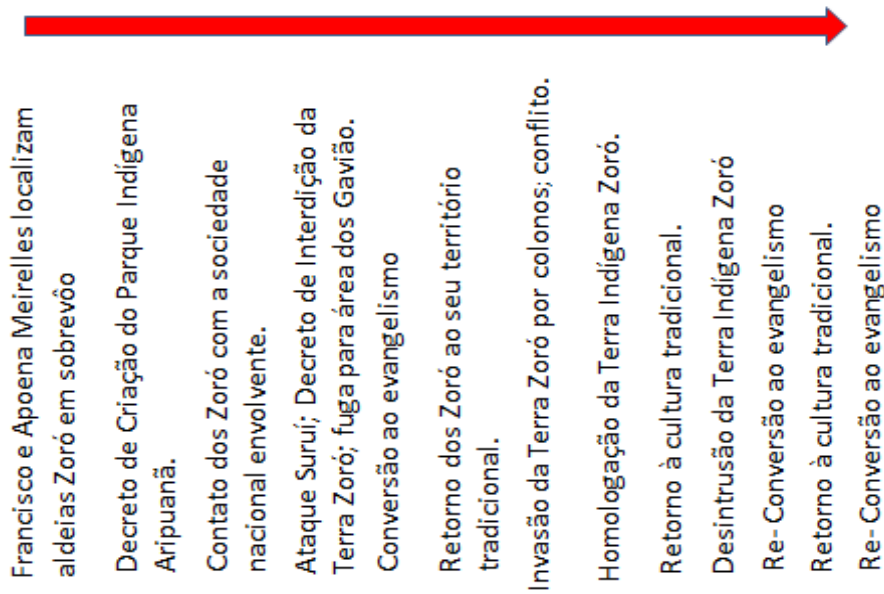 Francisco e Apoena Meirelles localizam
aldeias Zoró em sobrevôo
Decreto de Criação do Parque Indígena
Aripuanã.
Contato dos Zoró com a sociedade
nacional envolvente.
Ataque Suruí; Decreto de Interdição da
Terra Zoró; fuga para área dos Gavião.
Conversão ao evangelismo
Retorno dos Zoró ao seu território
tradicional.
Invasão da Terra Zoró por colonos; conflito.
Homologação da Terra Indígena Zoró.
Retorno à cultura tradicional.
Desintrusão da Terra Indígena Zoró
Re- Conversão ao evangelismo
Retorno à cultura tradicional.
Re- Conversão ao evangelismo